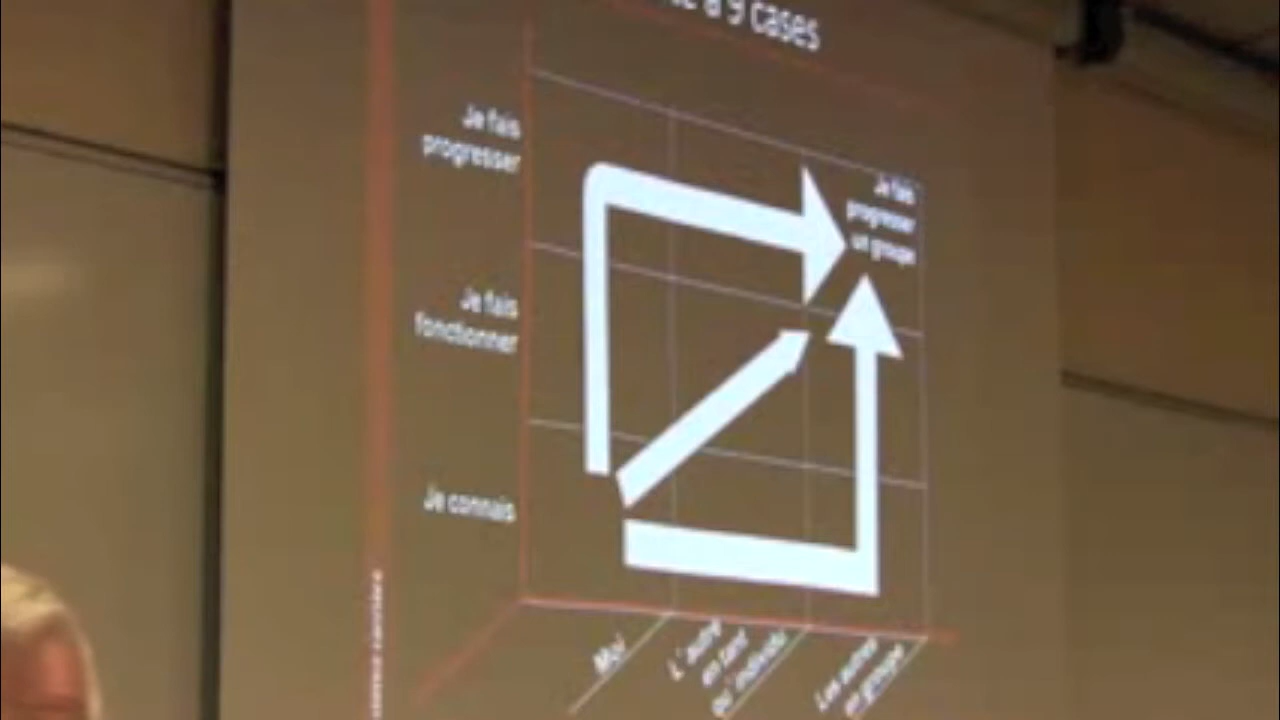 à 9 cases
Je fais
progresser
Je fais
progresser
un groupe
Je fais
fonctionner
Je connais
Moi
L'autre
en tant
qu'individu
Les autres
en groupe